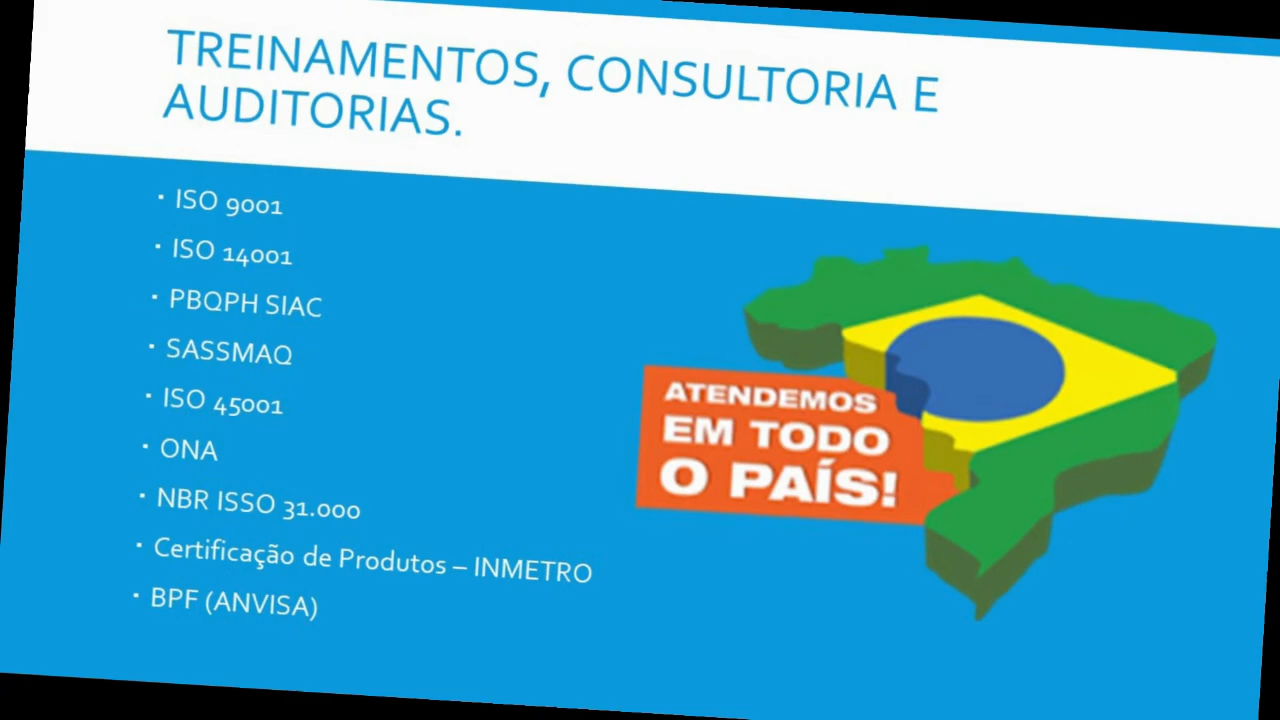 TREINAMENTOS, CONSULTORIA E
AUDITORIAS.
▪ ISO 9001
▪ ISO 14001
▪ PBQPH SIAC
▪ SASSMAQ
▪ ISO 45001
▪ ONA
▪ NBR ISSO 31.000
▪ Certificação de Produtos – INMETRO
▪ BPF (ANVISA)
ATENDEMOS
EM TODO
O PAÍS!